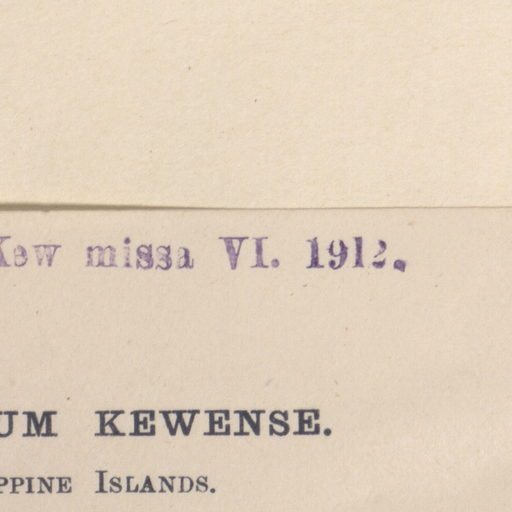 Kew missa VI. 1912.
UM KEWENSE.
PPINE ISLANDS.